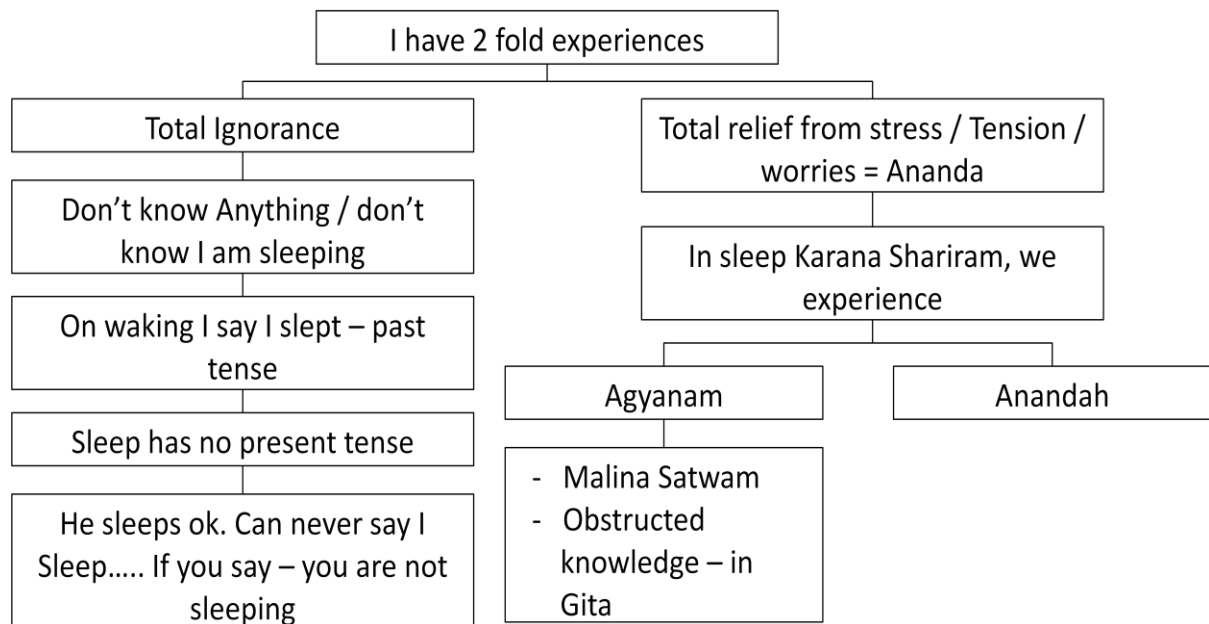 I have 2 fold experiences
Total Ignorance
Don’t know Anything / don’t
know I am sleeping
On waking I say I slept – past
tense
Sleep has no present tense
He sleeps ok. Can never say I
Sleep….. If you say – you are not
sleeping
Total relief from stress / Tension /
worries = Ananda
In sleep Karana Shariram, we
experience
Agyanam
- Malina Satwam
- Obstructed
knowledge – in
Gita
Anandah